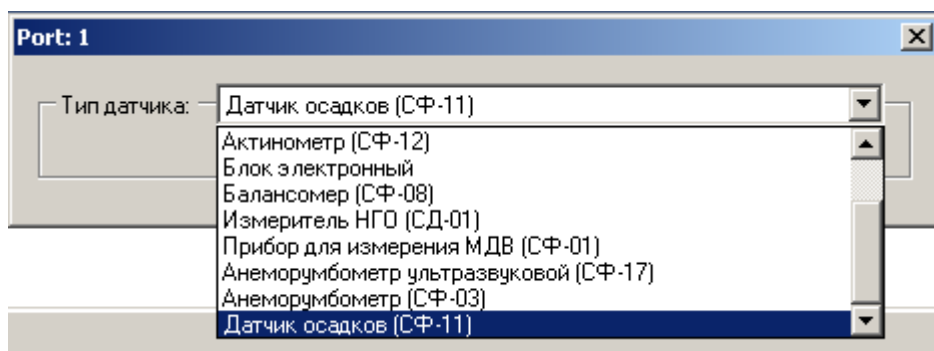 Port: 1
Тип датчика: Датчик осадков (СФ-11)
Актинометр (СФ-12)
Блок электронный
Балансомер (СФ-08)
Измеритель НГО (СД-01)
Прибор для измерения МДВ (СФ-01)
Анеморумбометр ультразвуковой (СФ-17)
Анеморумбометр (СФ-03)
Датчик осадков (СФ-11)